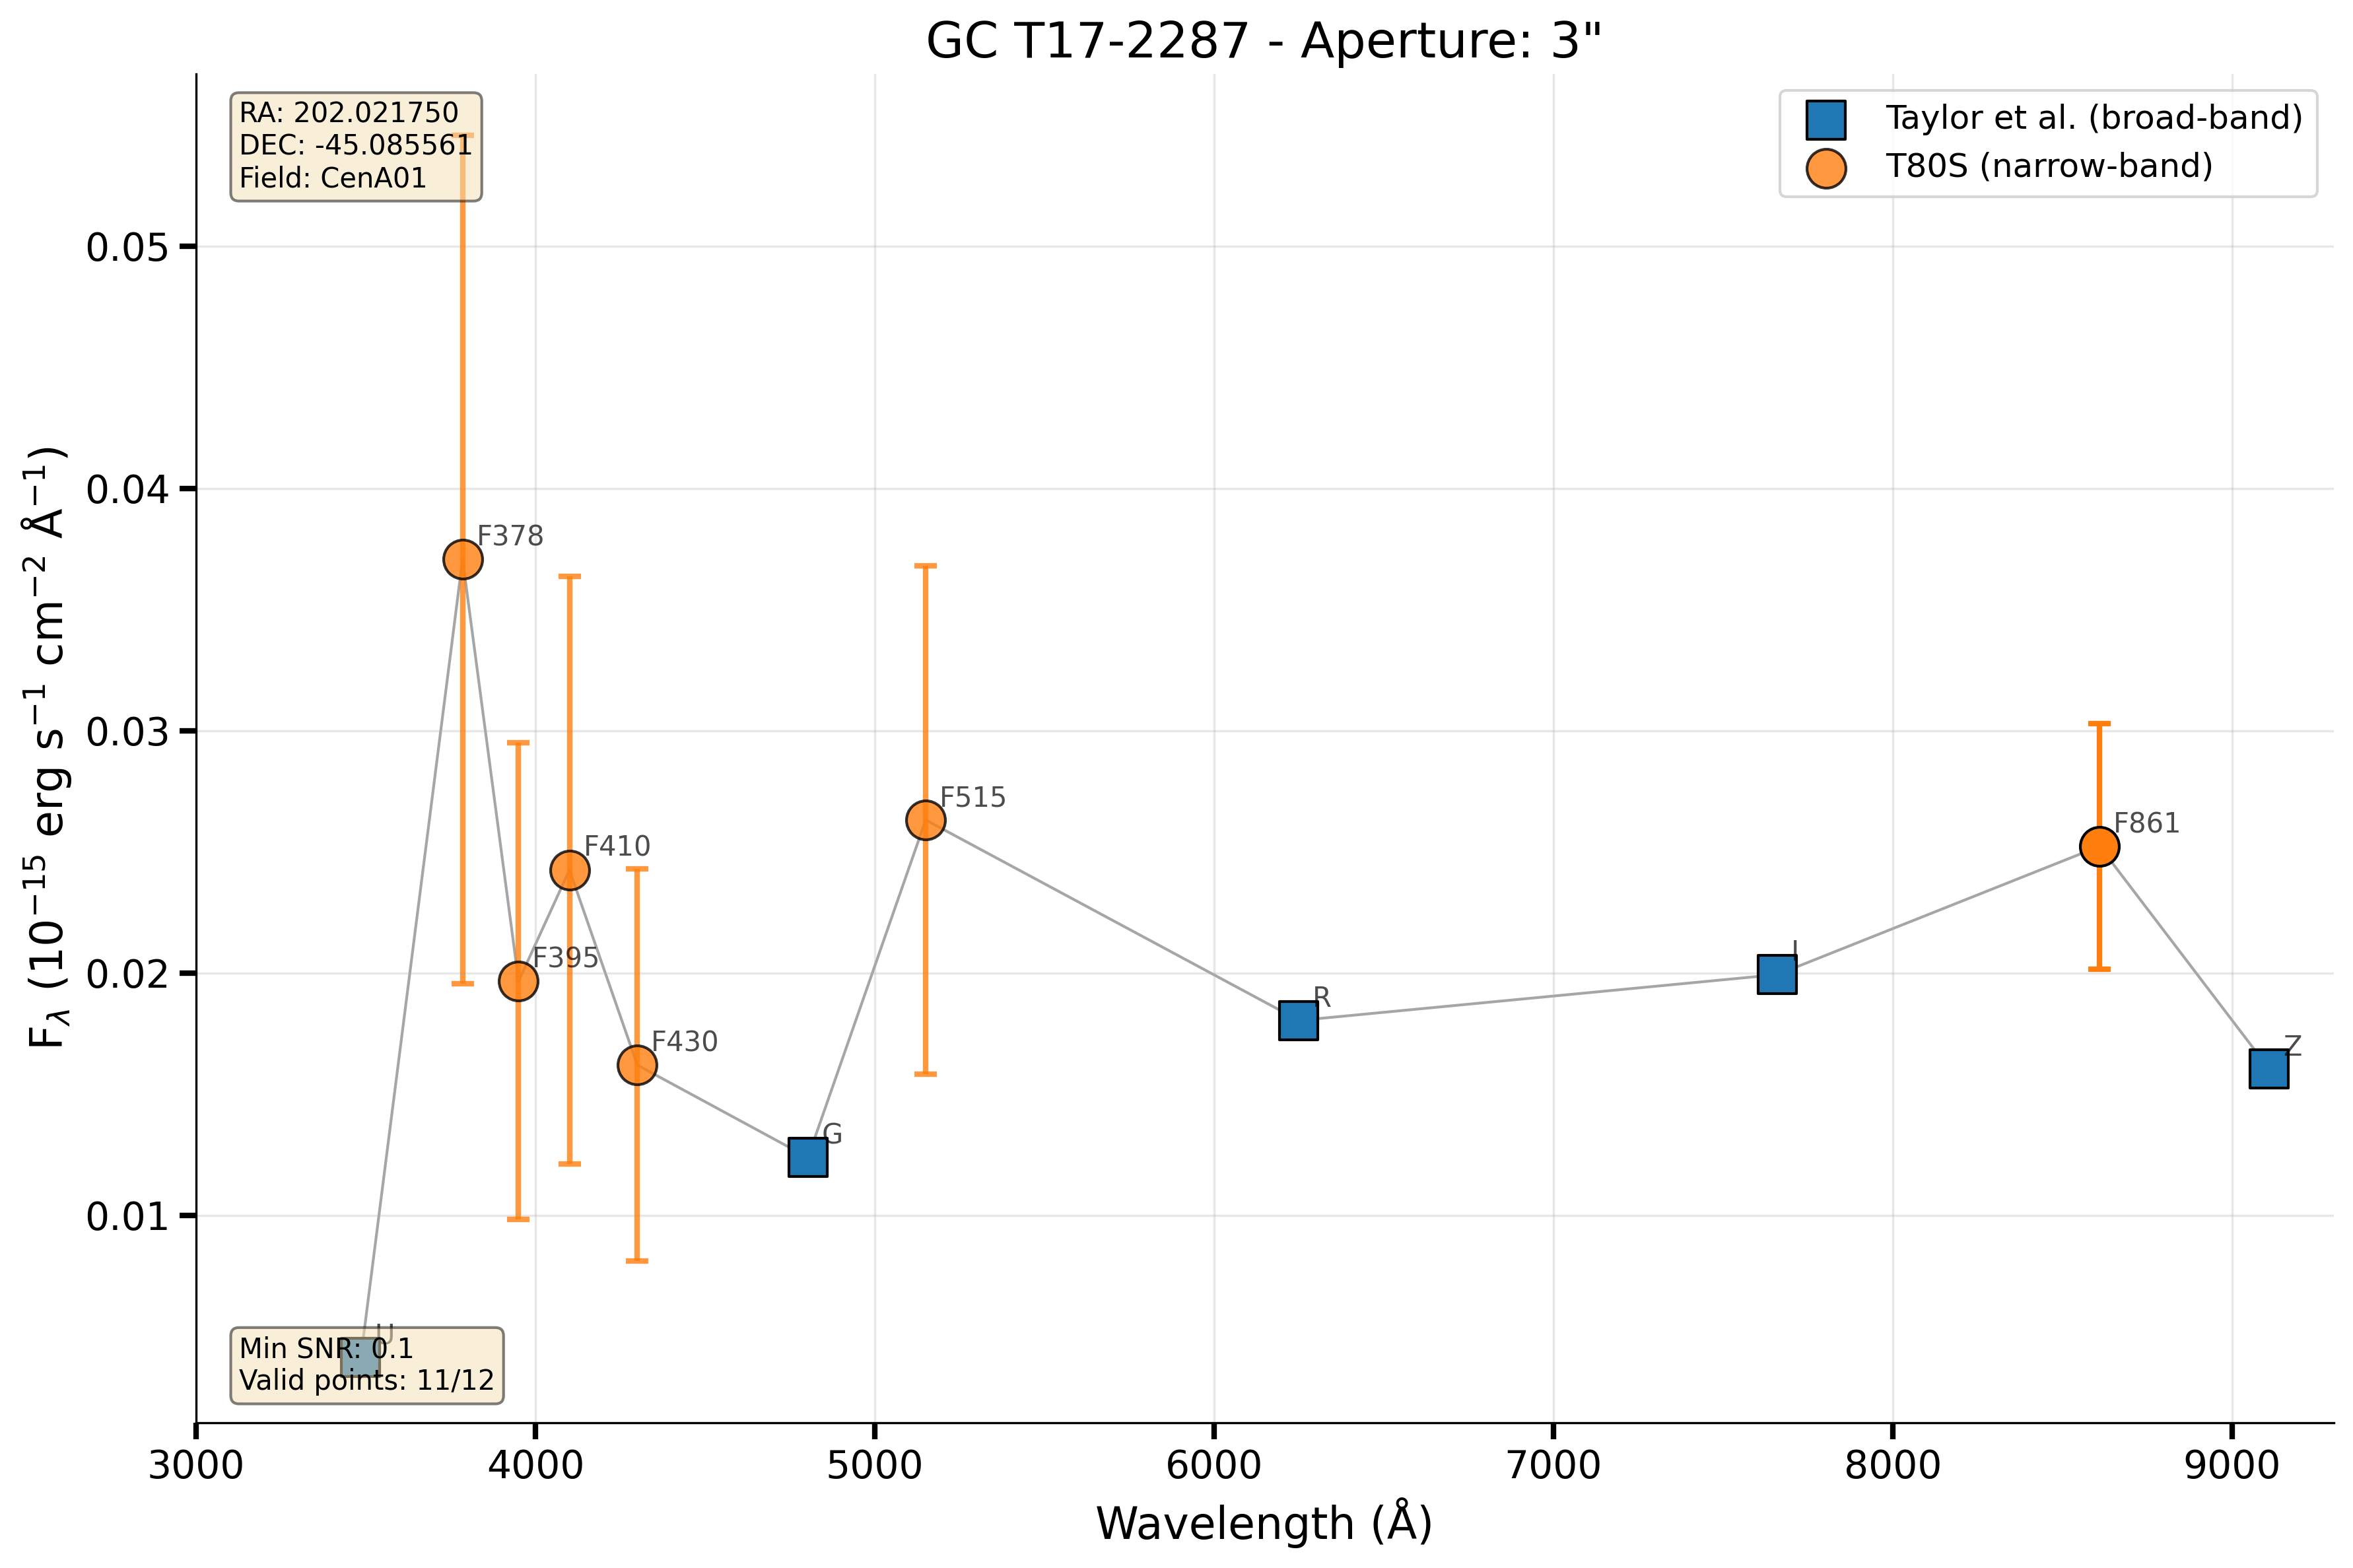 GC T17-2287 - Aperture: 3"
RA: 202.021750
DEC: -45.085561
Field: CenA01
Taylor et al. (broad-band)
T80S (narrow-band)
F_λ (10⁻¹⁵ erg s⁻¹ cm⁻² Å⁻¹)
0.05
0.04
0.03
0.02
0.01
F378
F395
F410
F430
G
F515
R
I
F861
Z
U
Min SNR: 0.1
Valid points: 11/12
3000
4000
5000
6000
7000
8000
9000
Wavelength (Å)